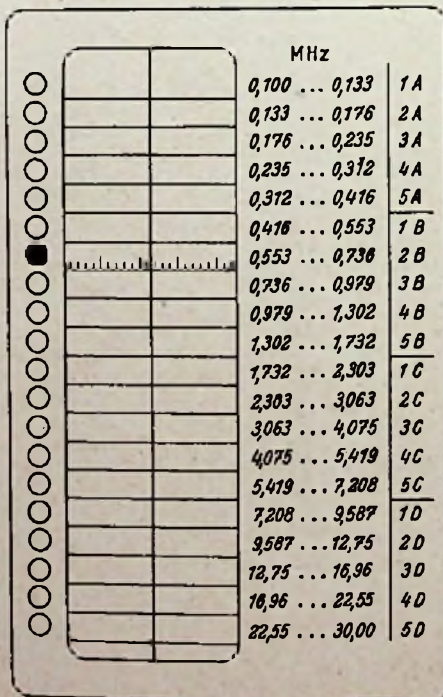 MHz
0,100 ... 0,133 1A
0,133 ... 0,176 2A
0,176 ... 0,235 3A
0,235 ... 0,312 4A
0,312 ... 0,416 5A
0,416 ... 0,553 1B
0,553 ... 0,736 2B
0,736 ... 0,979 3B
0,979 ... 1,302 4B
1,302 ... 1,732 5B
1,732 ... 2,303 1C
2,303 ... 3,063 2C
3,063 ... 4,075 3C
4,075 ... 5,419 4C
5,419 ... 7,208 5C
7,208 ... 9,587 1D
9,587 ... 12,75 2D
12,75 ... 16,96 3D
16,96 ... 22,55 4D
22,55 ... 30,00 5D